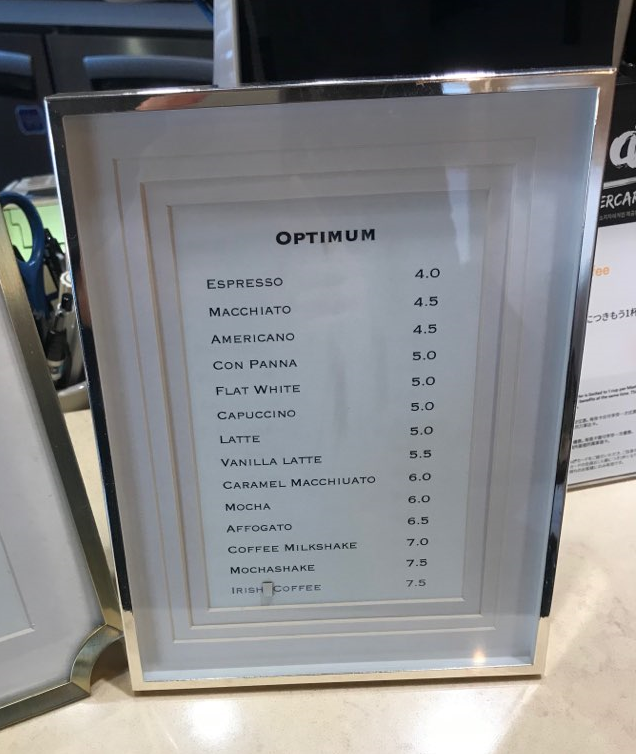 OPTIMUM
ESPRESSO 4.0
MACCHIATO 4.5
AMERICANO 4.5
CON PANNA 5.0
FLAT WHITE 5.0
CAPUCCINO 5.0
LATTE 5.0
VANILLA LATTE 5.5
CARAMEL MACCHIUATO 6.0
MOCHA 6.0
AFFOGATO 6.5
COFFEE MILKSHAKE 7.0
MOCHASHAKE 7.5
IRISH COFFEE 7.5